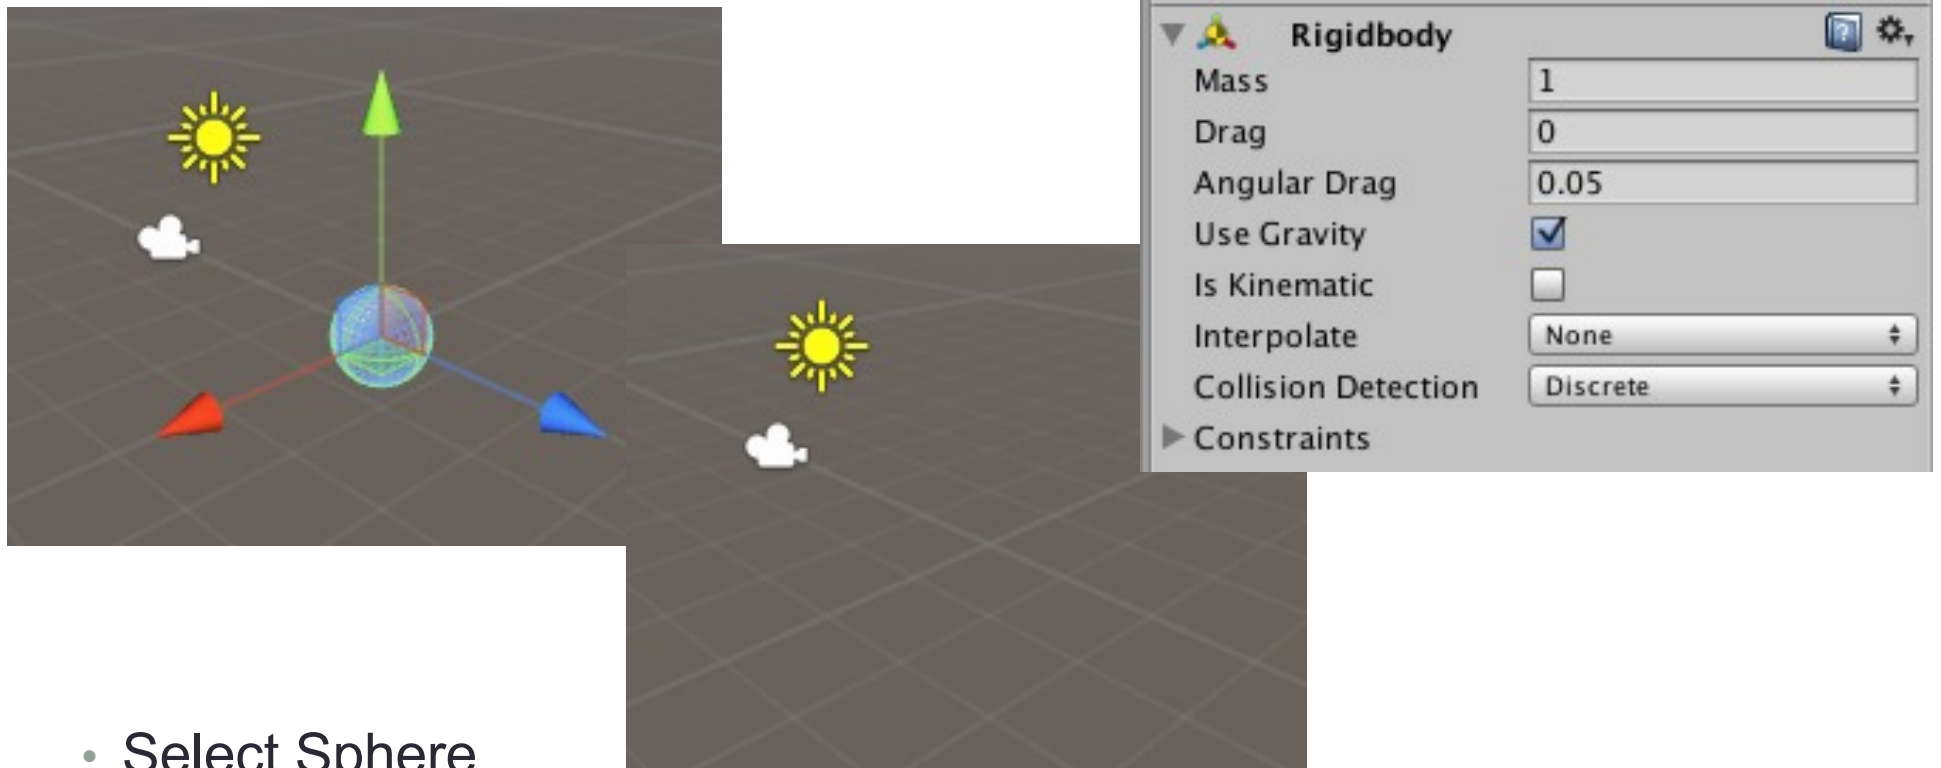 Rigidbody
Mass 1
Drag 0
Angular Drag 0.05
Use Gravity
Is Kinematic
Interpolate None
Collision Detection Discrete
Constraints
• Select Sphere